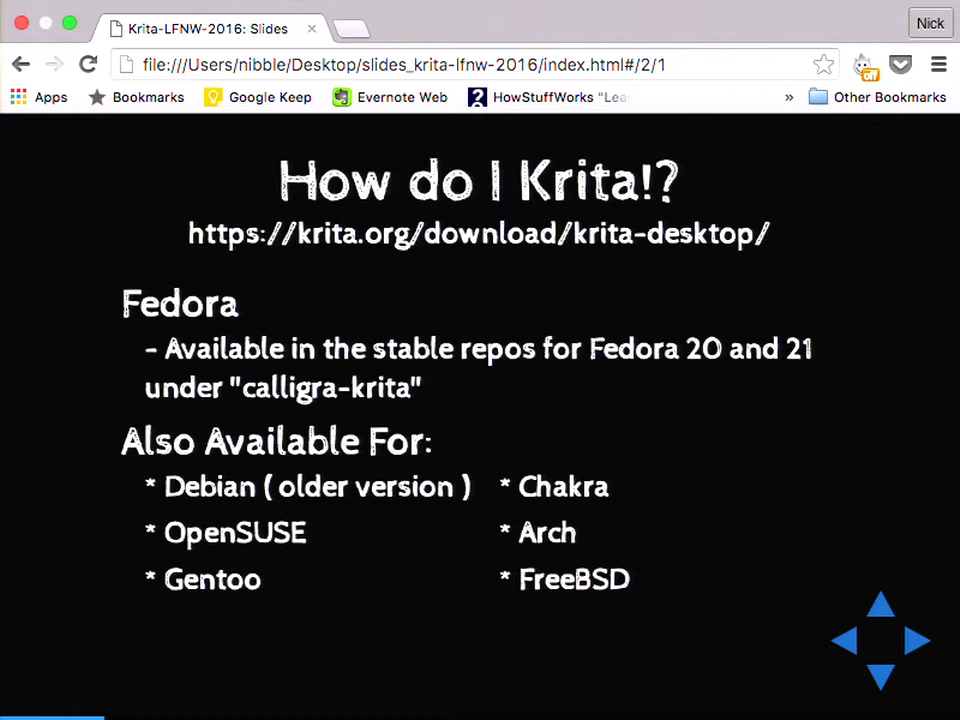 Krita-LFNW-2016: Slides
Nick
file:///Users/nibble/Desktop/slides_krita-lfnw-2016/index.html#/2/1
off
Apps Bookmarks Google Keep Evernote Web HowStuffWorks "Lea » Other Bookmarks
How do I Krita!?
https://krita.org/download/krita-desktop/
Fedora
- Available in the stable repos for Fedora 20 and 21
under "calligra-krita"
Also Available For:
* Debian ( older version ) * Chakra
* OpenSUSE * Arch
* Gentoo * FreeBSD